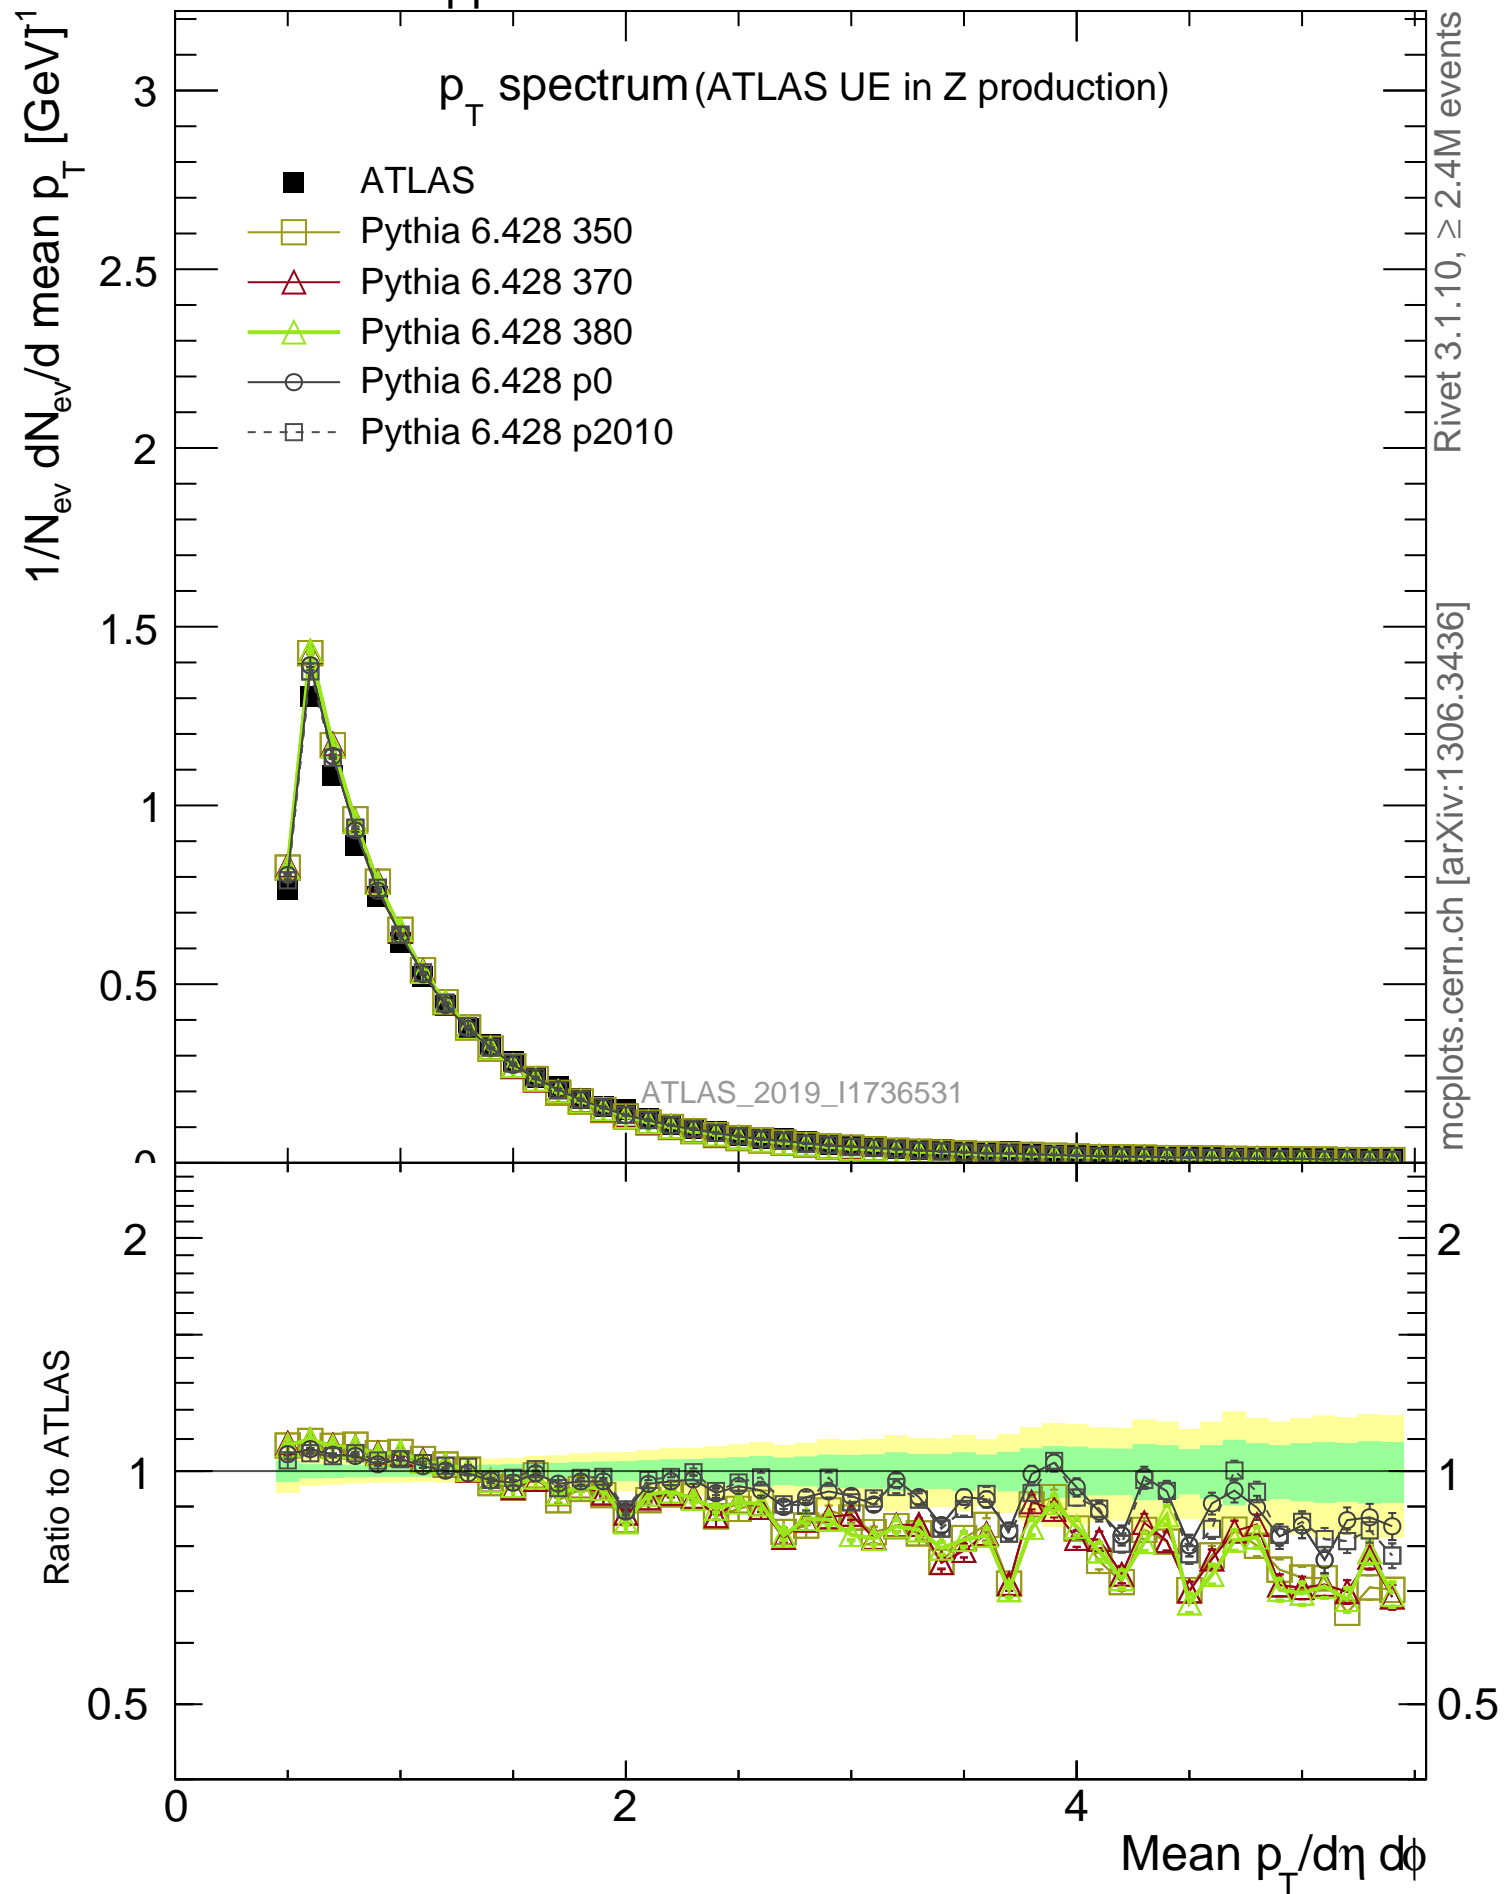 1/N_ev dN_ev/d mean p_T [GeV]^-1
p_T spectrum (ATLAS UE in Z production)
ATLAS
Pythia 6.428 350
Pythia 6.428 370
Pythia 6.428 380
Pythia 6.428 p0
Pythia 6.428 p2010
3
2.5
2
1.5
1
0.5
0
ATLAS_2019_I1736531
Rivet 3.1.10, ≥ 2.4M events
mcplots.cern.ch [arXiv:1306.3436]
Ratio to ATLAS
2
1
0.5
2
1
0.5
0
2
4
Mean p_T/dη dϕ